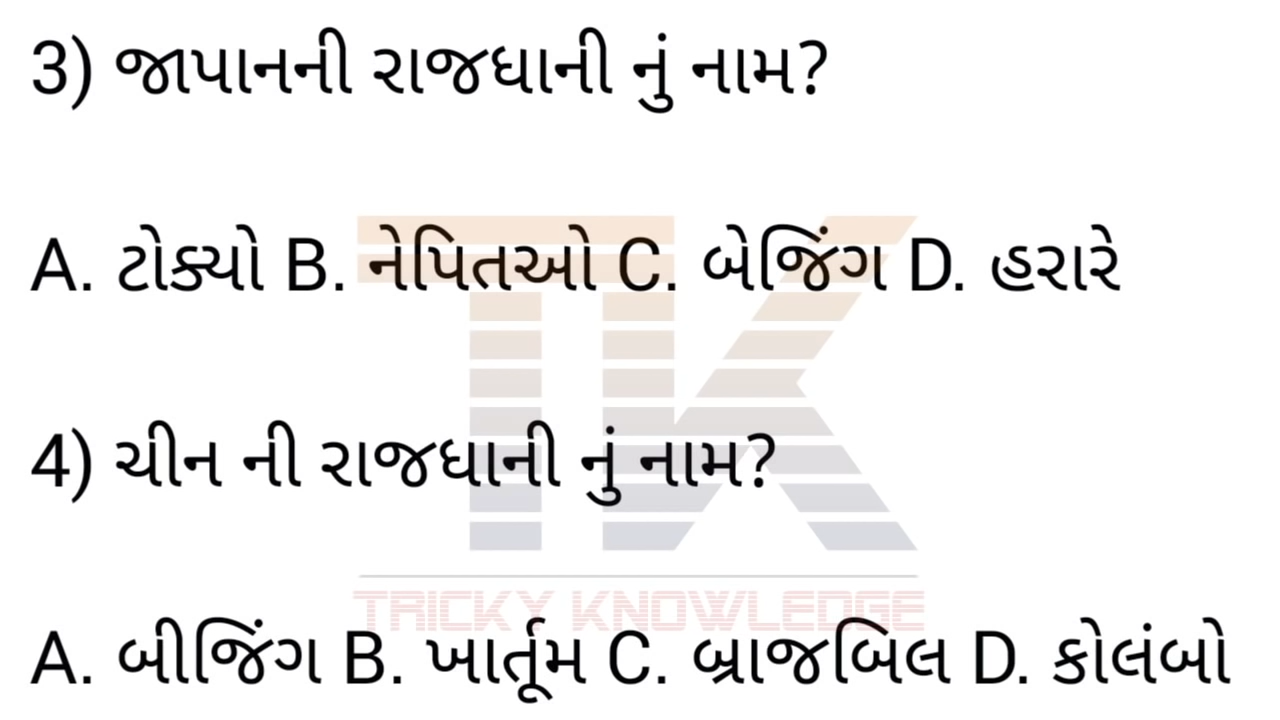 3) જાપાનની રાજધાની નું નામ?
A. ટોક્યો B. નેપિતઓ C. બેજિંગ D. હરારે
4) ચીન ની રાજધાની નું નામ?
TRICKY KNOWLEDGE
A. બીજિંગ B. ખાર્તૂમ C. બ્રાજબિલ D. કોલંબો